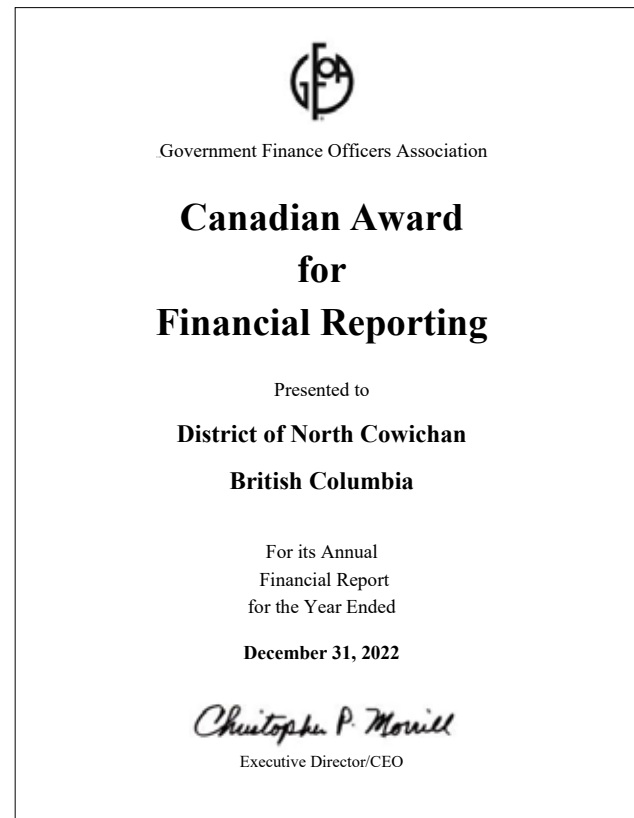 GFOA
Government Finance Officers Association
Canadian Award
for
Financial Reporting
Presented to
District of North Cowichan
British Columbia
For its Annual
Financial Report
for the Year Ended
December 31, 2022
Christopher P. Morrill
Executive Director/CEO